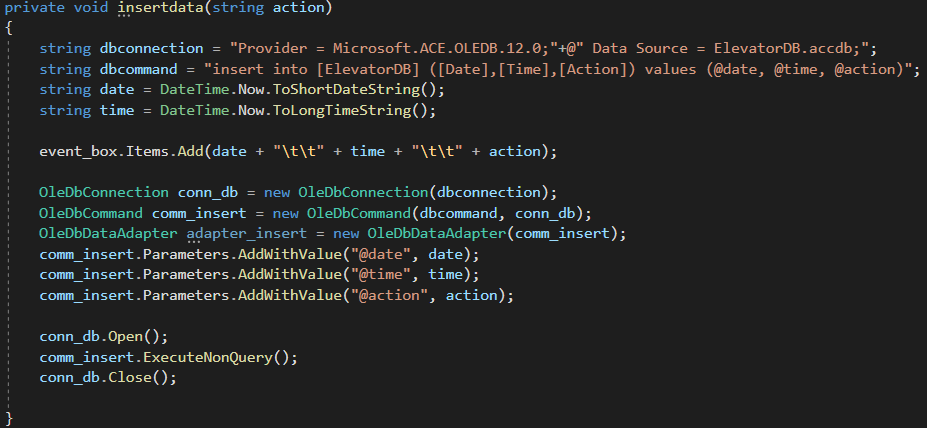 private void insertdata(string action)
{
string dbconnection = "Provider = Microsoft.ACE.OLEDB.12.0;"+@" Data Source = ElevatorDB.accdb;";
string dbcommand = "insert into [ElevatorDB] ([Date],[Time],[Action]) values (@date, @time, @action)";
string date = DateTime.Now.ToShortDateString();
string time = DateTime.Now.ToLongTimeString();
event_box.Items.Add(date + "\t\t" + time + "\t\t" + action);
OleDbConnection conn_db = new OleDbConnection(dbconnection);
OleDbCommand comm_insert = new OleDbCommand(dbcommand, conn_db);
OleDbDataAdapter adapter_insert = new OleDbDataAdapter(comm_insert);
comm_insert.Parameters.AddWithValue("@date", date);
comm_insert.Parameters.AddWithValue("@time", time);
comm_insert.Parameters.AddWithValue("@action", action);
conn_db.Open();
comm_insert.ExecuteNonQuery();
conn_db.Close();
}